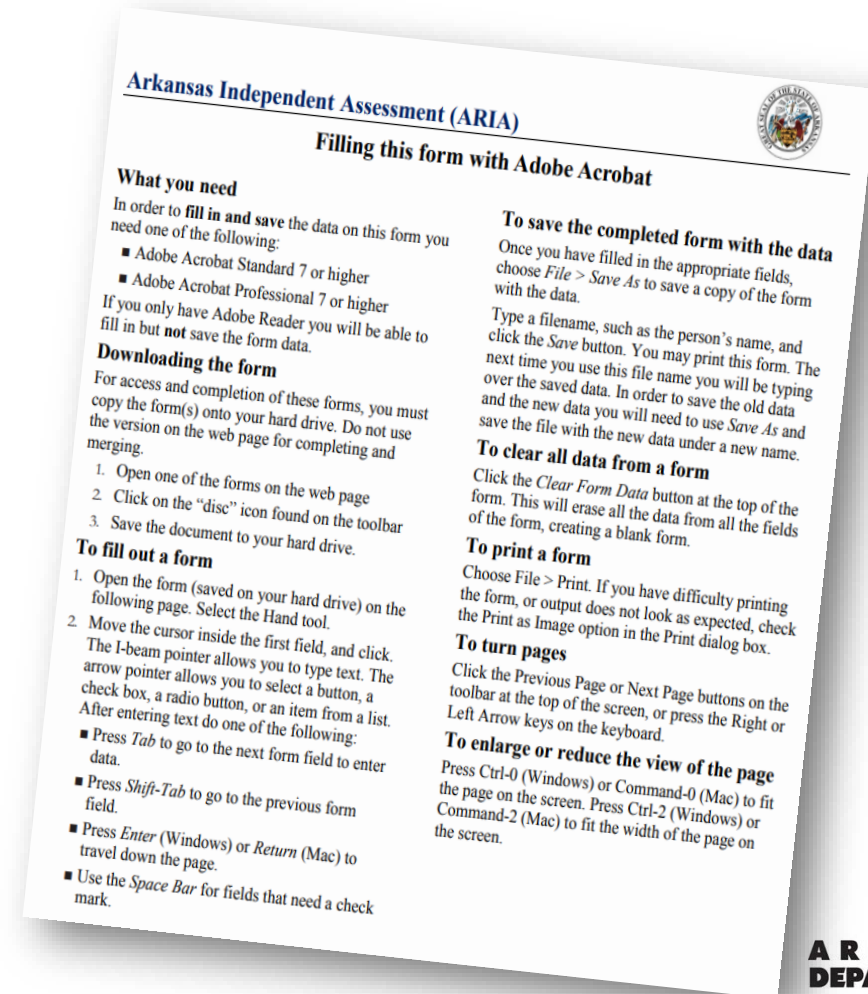 Arkansas Independent Assessment (ARIA)
Filling this form with Adobe Acrobat
What you need
In order to fill in and save the data on this form you
need one of the following:
■ Adobe Acrobat Standard 7 or higher
■ Adobe Acrobat Professional 7 or higher
If you only have Adobe Reader you will be able to
fill in but not save the form data.
Downloading the form
For access and completion of these forms, you must
copy the form(s) onto your hard drive. Do not use
the version on the web page for completing and
merging.
1. Open one of the forms on the web page
2. Click on the “disc” icon found on the toolbar
3. Save the document to your hard drive.
To fill out a form
1. Open the form (saved on your hard drive) on the
following page. Select the Hand tool.
2. Move the cursor inside the first field, and click.
The I-beam pointer allows you to type text. The
arrow pointer allows you to select a button, a
check box, a radio button, or an item from a list.
After entering text do one of the following:
■ Press Tab to go to the next form field to enter
data.
■ Press Shift-Tab to go to the previous form
field.
■ Press Enter (Windows) or Return (Mac) to
travel down the page.
■ Use the Space Bar for fields that need a check
mark.
To save the completed form with the data
Once you have filled in the appropriate fields,
choose File > Save As to save a copy of the form
with the data.
Type a filename, such as the person’s name, and
click the Save button. You may print this form. The
next time you use this file name you will be typing
over the saved data. In order to save the old data
and the new data you will need to use Save As and
save the file with the new data under a new name.
To clear all data from a form
Click the Clear Form Data button at the top of the
form. This will erase all the data from all the fields
of the form, creating a blank form.
To print a form
Choose File > Print. If you have difficulty printing
the form, or output does not look as expected, check
the Print as Image option in the Print dialog box.
To turn pages
Click the Previous Page or Next Page buttons on the
toolbar at the top of the screen, or press the Right or
Left Arrow keys on the keyboard.
To enlarge or reduce the view of the page
Press Ctrl-0 (Windows) or Command-0 (Mac) to fit
the page on the screen. Press Ctrl-2 (Windows) or
Command-2 (Mac) to fit the width of the page on
the screen.
GREAT SEAL OF THE STATE OF ARKANSAS
A R
DEPA